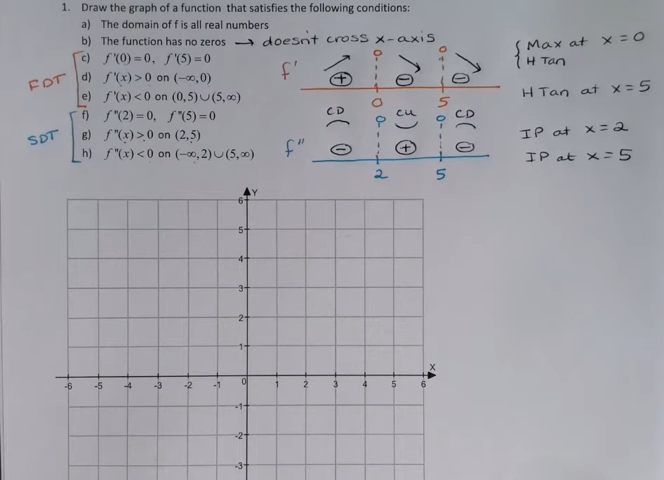 1. Draw the graph of a function that satisfies the following conditions:
a) The domain of f is all real numbers
b) The function has no zeros → doesn't cross x-axis
c) f'(0)=0, f'(5)=0
d) f'(x)>0 on (-∞,0)
e) f'(x)<0 on (0,5)∪(5,∞)
f) f"(2)=0, f"(5)=0
g) f"(x)>0 on (2,5)
h) f"(x)<0 on (-∞,2)∪(5,∞)
FDT
SDT
f'
+ - -
0 0
0 5
CD CU CD
f"
0 0
- + -
2 5
Max at x=0
H Tan
H Tan at x=5
IP at x=2
IP at x=5
Y
6
5
4
3
2
1
X
-6 -5 -4 -3 -2 -1 0 1 2 3 4 5 6
-1
-2
-3